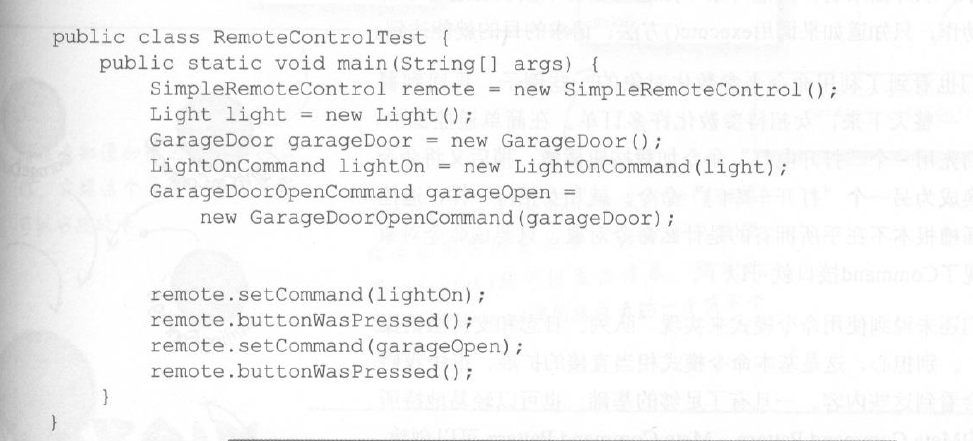 public class RemoteControlTest {
    public static void main(String[] args) {
        SimpleRemoteControl remote = new SimpleRemoteControl();
        Light light = new Light();
        GarageDoor garageDoor = new GarageDoor();
        LightOnCommand lightOn = new LightOnCommand(light);
        GarageDoorOpenCommand garageOpen =
            new GarageDoorOpenCommand(garageDoor);
        remote.setCommand(lightOn);
        remote.buttonWasPressed();
        remote.setCommand(garageOpen);
        remote.buttonWasPressed();
    }
}